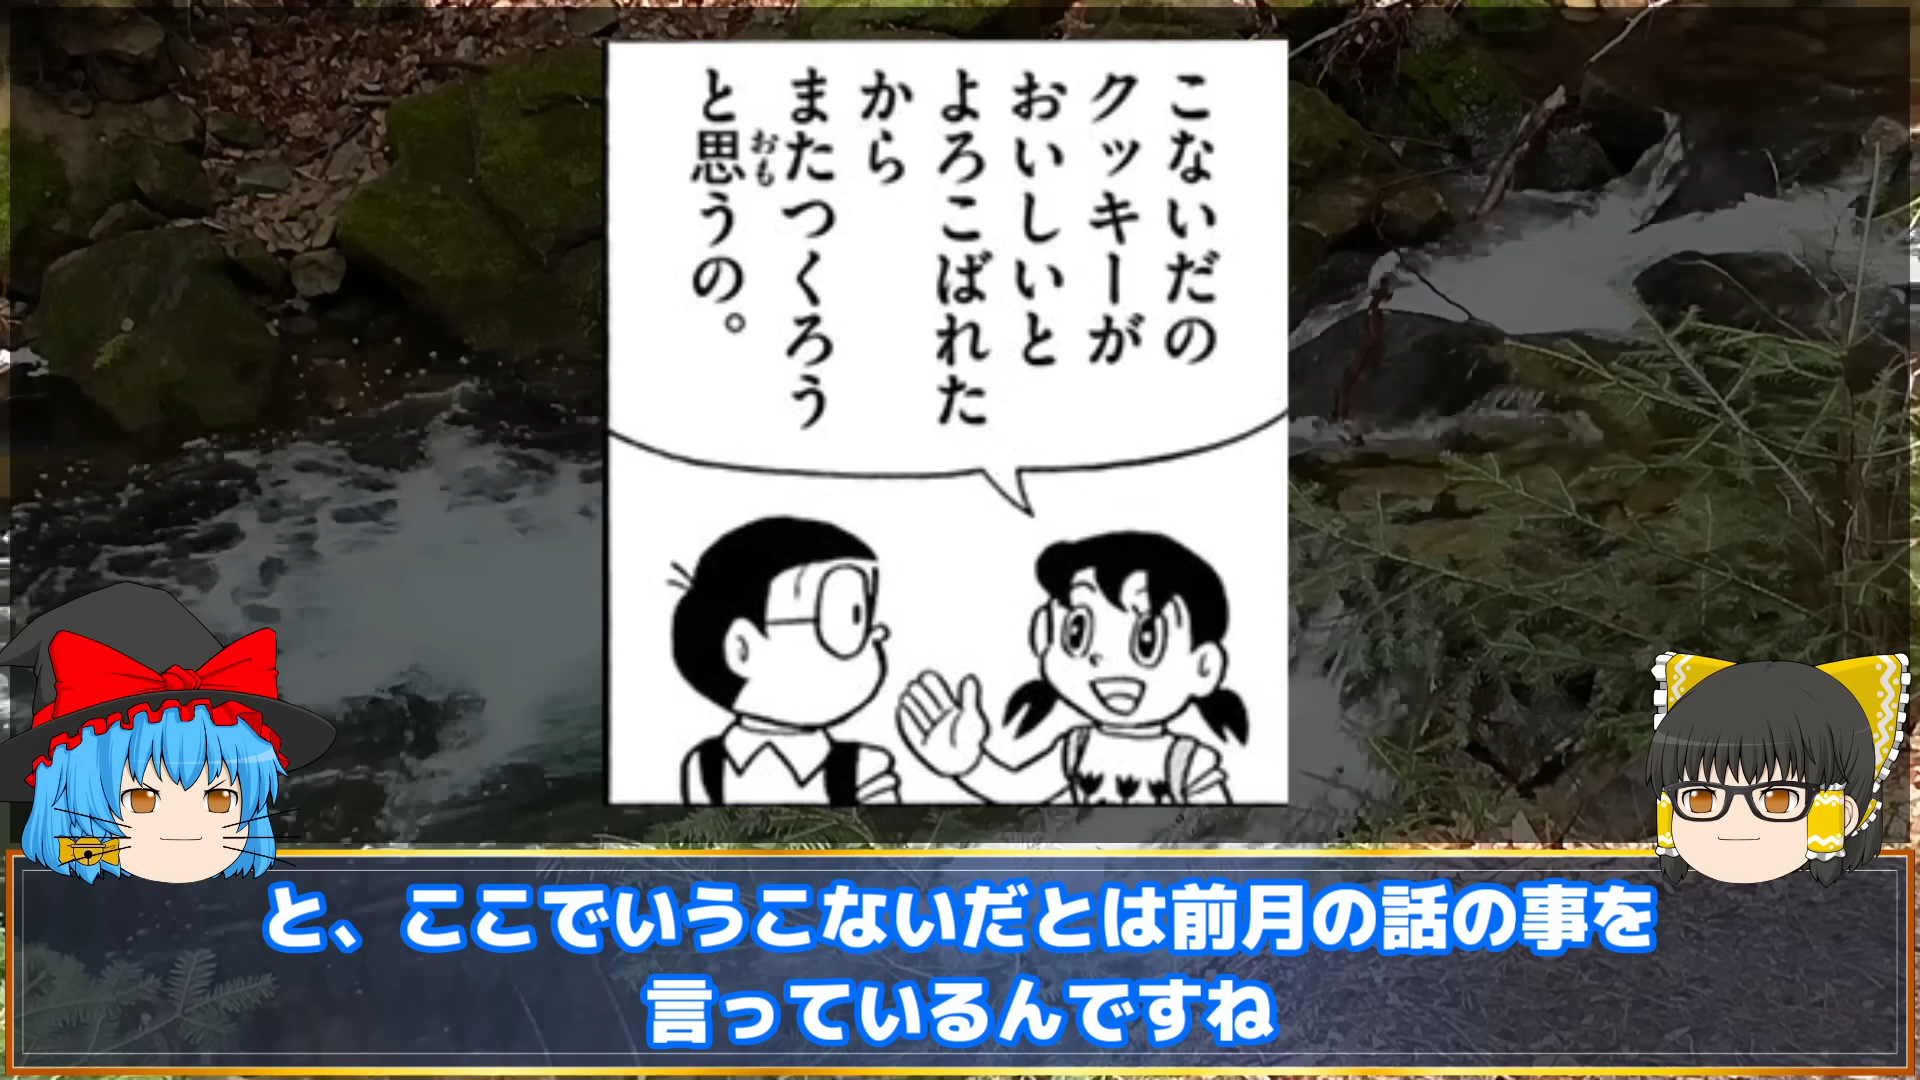 こないだの
クッキーが
おいしいと
よろこばれた
から
またつくろう
と思うの。
おも
と、ここでいうこないだとは前月の話の事を
言っているんですね